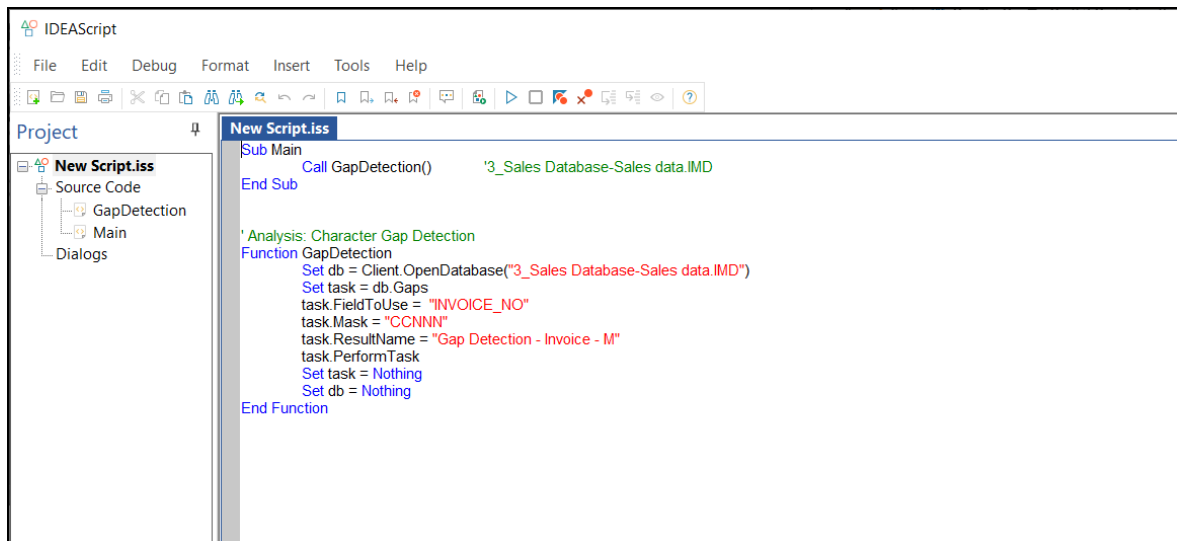 IDEAScript
File Edit Debug Format Insert Tools Help
Project
New Script.iss
Source Code
GapDetection
Main
Dialogs
New Script.iss
Sub Main
Call GapDetection() '3_Sales Database-Sales data.IMD
End Sub
' Analysis: Character Gap Detection
Function GapDetection
Set db = Client.OpenDatabase("3_Sales Database-Sales data.IMD")
Set task = db.Gaps
task.FieldToUse = "INVOICE_NO"
task.Mask = "CCNNN"
task.ResultName = "Gap Detection - Invoice - M"
task.PerformTask
Set task = Nothing
Set db = Nothing
End Function